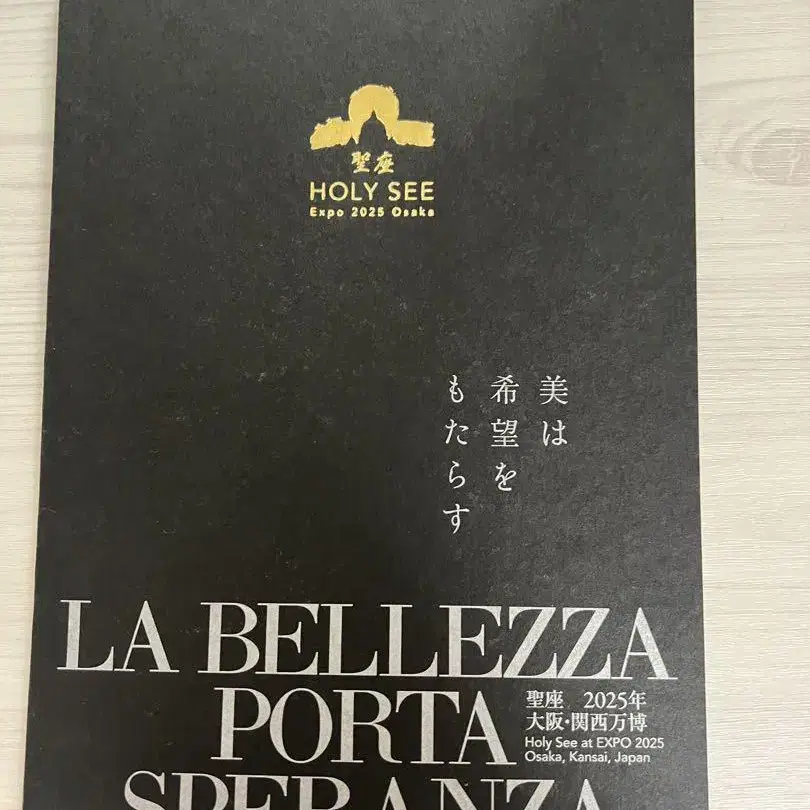 聖座
HOLY SEE
Expo 2025 Osaka
美は
希望を
もたらす
LA BELLEZZA
PORTA
聖座 2025年
大阪・関西万博
Holy See at EXPO 2025
Osaka, Kansai, Japan
SPERANZA